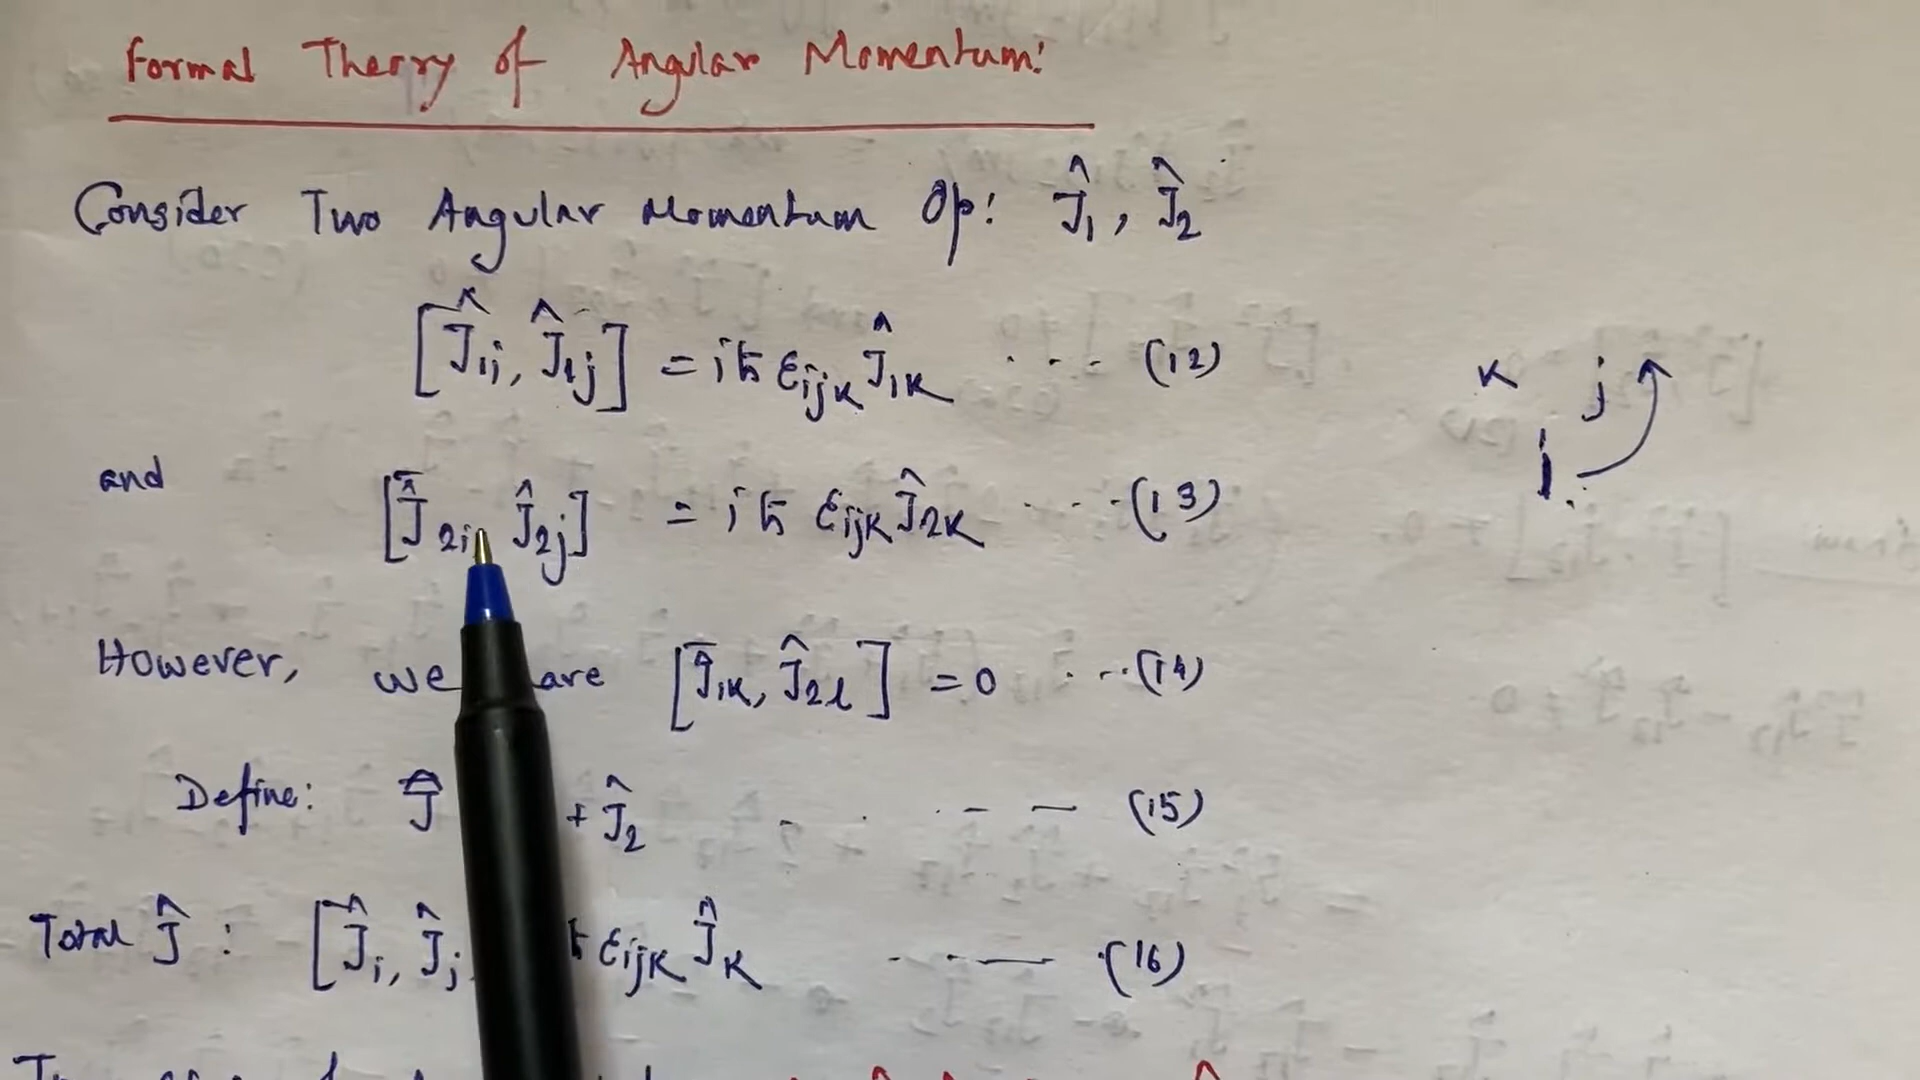 Formal Theory of Angular Momentum:
Consider Two Angular Momentum Op: Ĵ₁, Ĵ₂
[Ĵ₁ᵢ, Ĵ₁ⱼ] = iħ εᵢⱼₖ Ĵ₁ₖ ... (12)
k j
i
and [Ĵ₂ᵢ Ĵ₂ⱼ] = iħ εᵢⱼₖ Ĵ₂ₖ ... (13)
However, we [Ĵ₁ₖ, Ĵ₂ₗ] = 0 ... (14)
Define: Ĵ + Ĵ₂ ... (15)
Total Ĵ : [Ĵᵢ, Ĵⱼ ħ εᵢⱼₖ Ĵₖ ... (16)